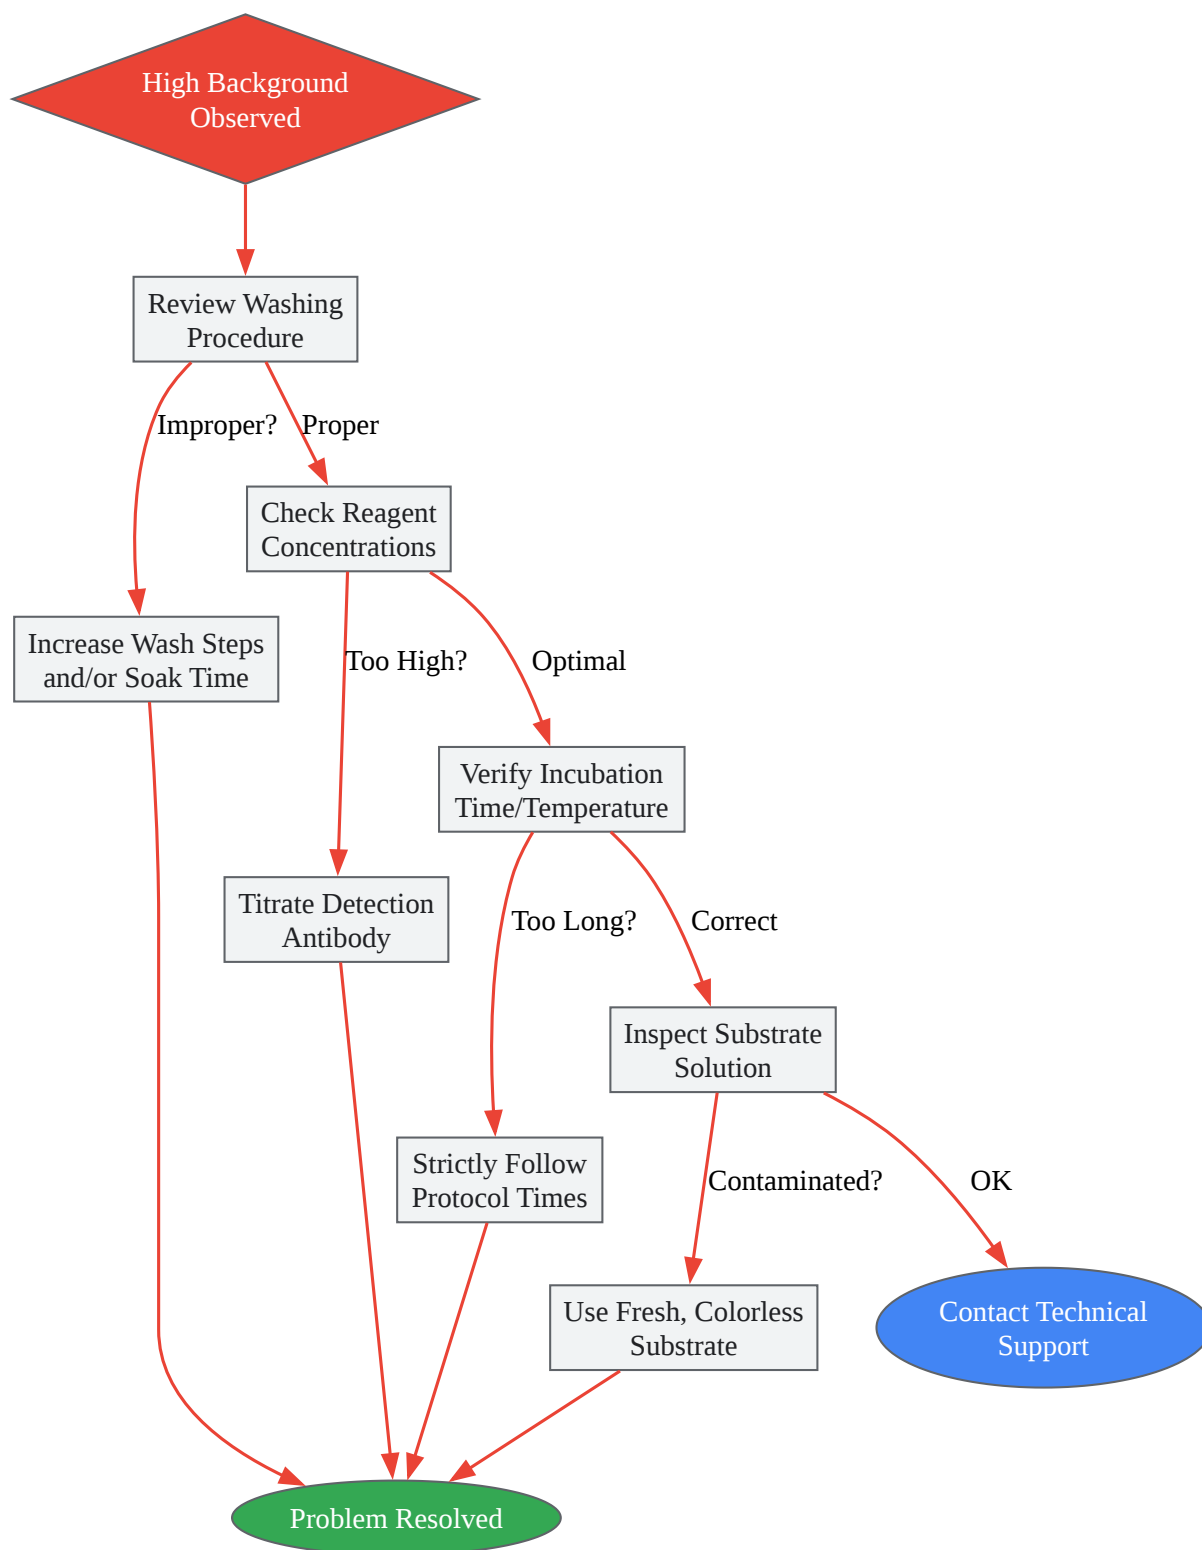 High Background
Observed
Review Washing
Procedure
Improper?
Proper
Check Reagent
Concentrations
Increase Wash Steps
and/or Soak Time
Too High?
Optimal
Verify Incubation
Time/Temperature
Titrate Detection
Antibody
Too Long?
Correct
Inspect Substrate
Solution
Strictly Follow
Protocol Times
Contaminated?
OK
Use Fresh, Colorless
Substrate
Contact Technical
Support
Problem Resolved